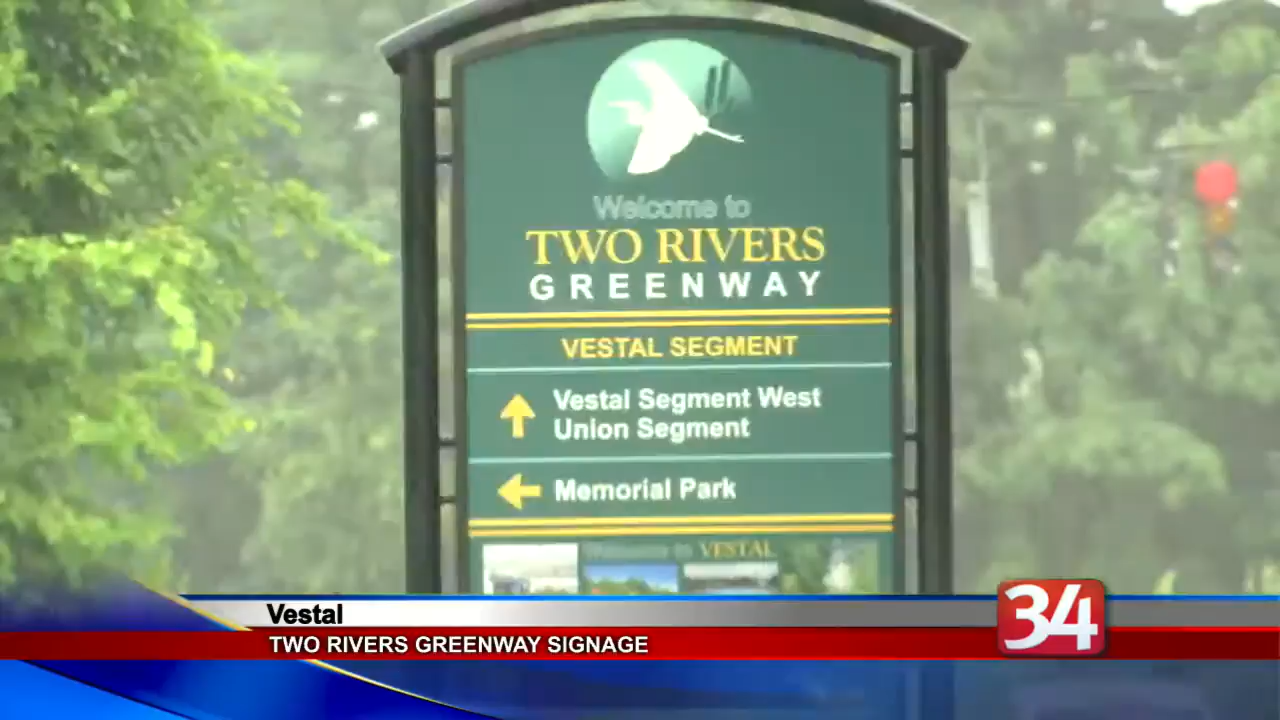 Welcome to
TWO RIVERS
GREENWAY
VESTAL SEGMENT
Vestal Segment West
Union Segment
Memorial Park
Welcome to VESTAL
Vestal
34
TWO RIVERS GREENWAY SIGNAGE